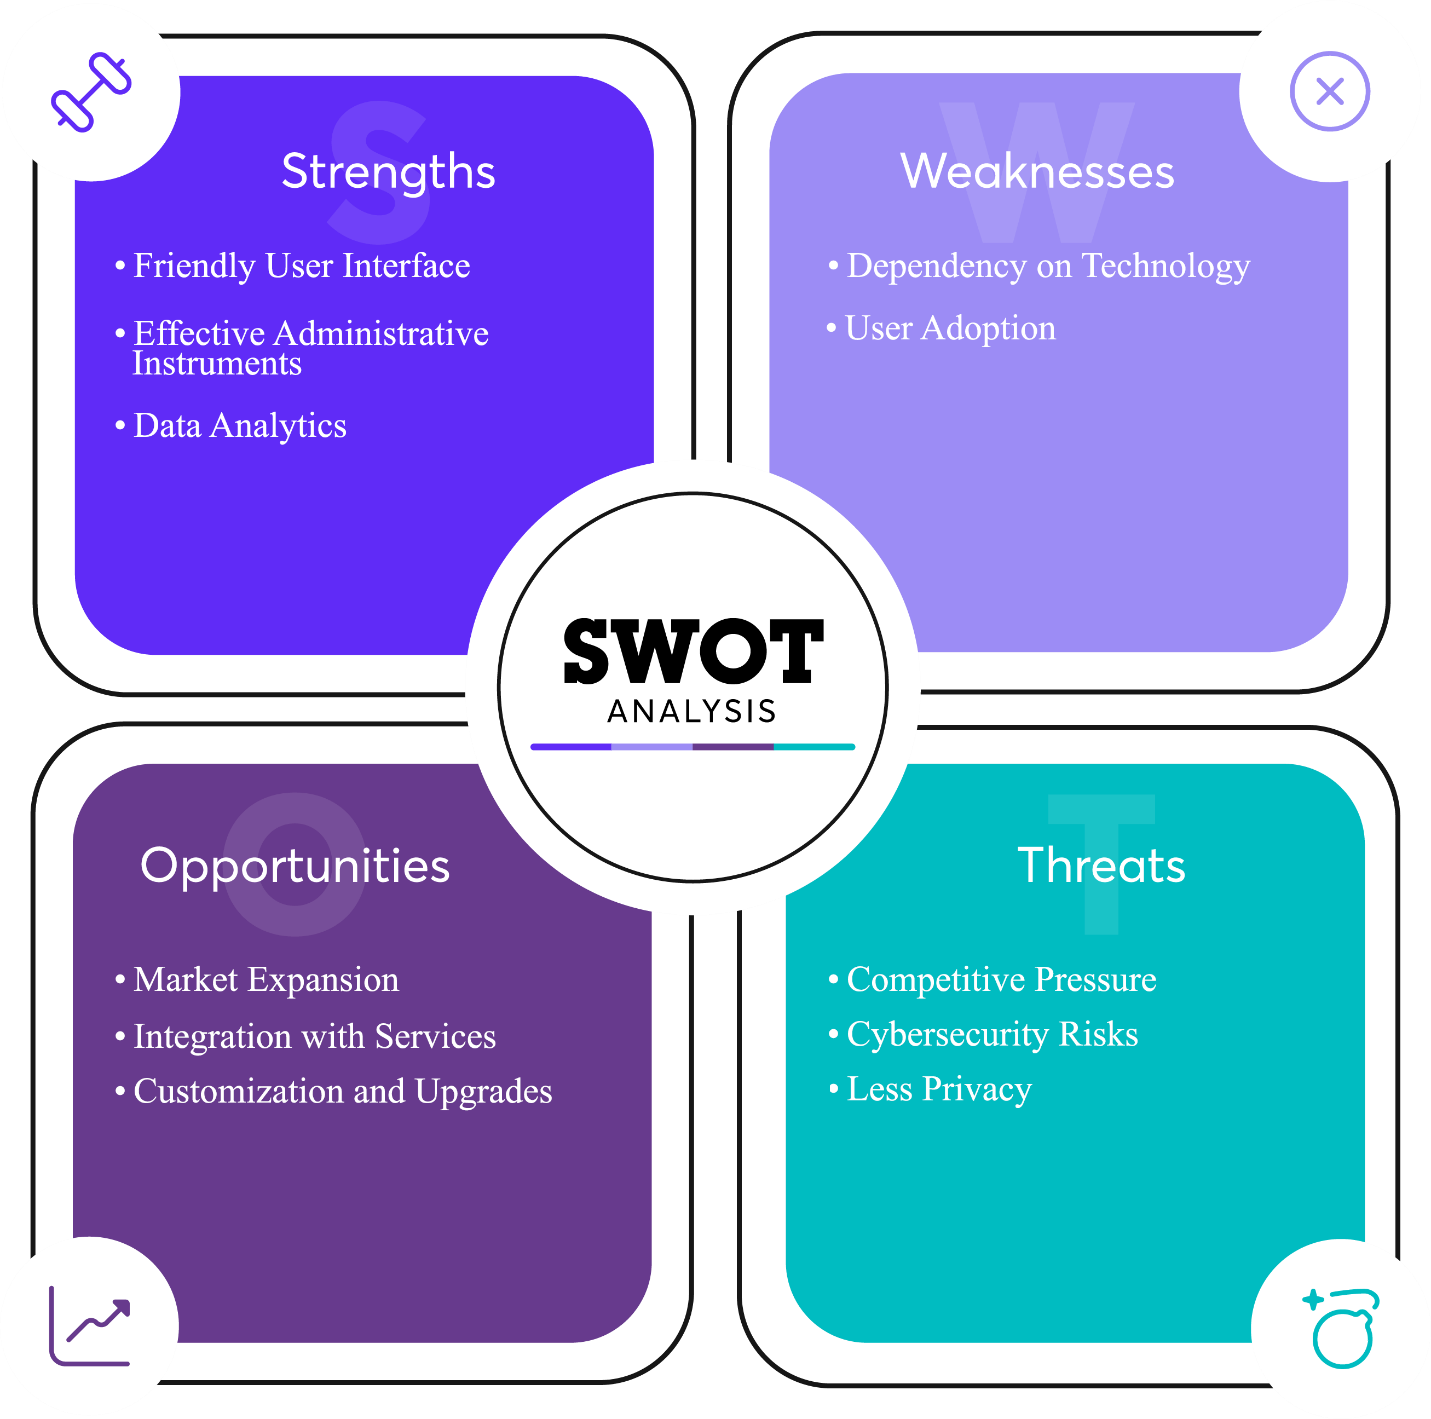 S
Strengths
• Friendly User Interface
• Effective Administrative
Instruments
• Data Analytics
W
Weaknesses
• Dependency on Technology
• User Adoption
SWOT
ANALYSIS
O
Opportunities
• Market Expansion
• Integration with Services
• Customization and Upgrades
T
Threats
• Competitive Pressure
• Cybersecurity Risks
• Less Privacy